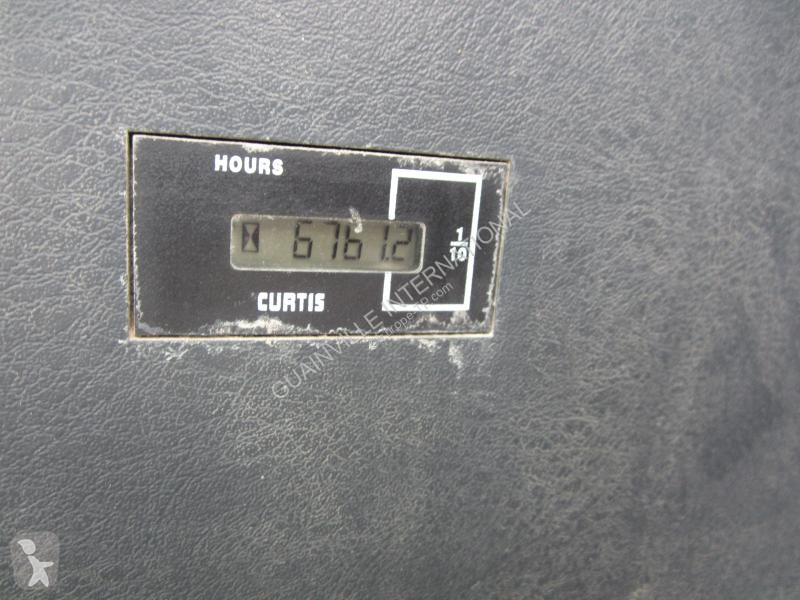 HOURS
6761.2
1/10
CURTIS
GUAINVILLE INTERNATIONAL